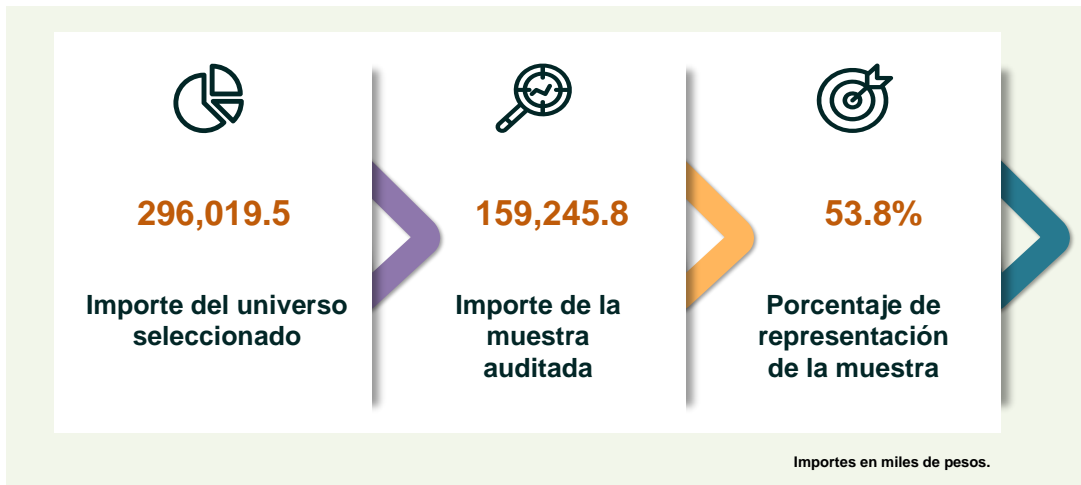 296,019.5
Importe del universo
seleccionado
159,245.8
Importe de la
muestra
auditada
53.8%
Porcentaje de
representación
de la muestra
Importes en miles de pesos.